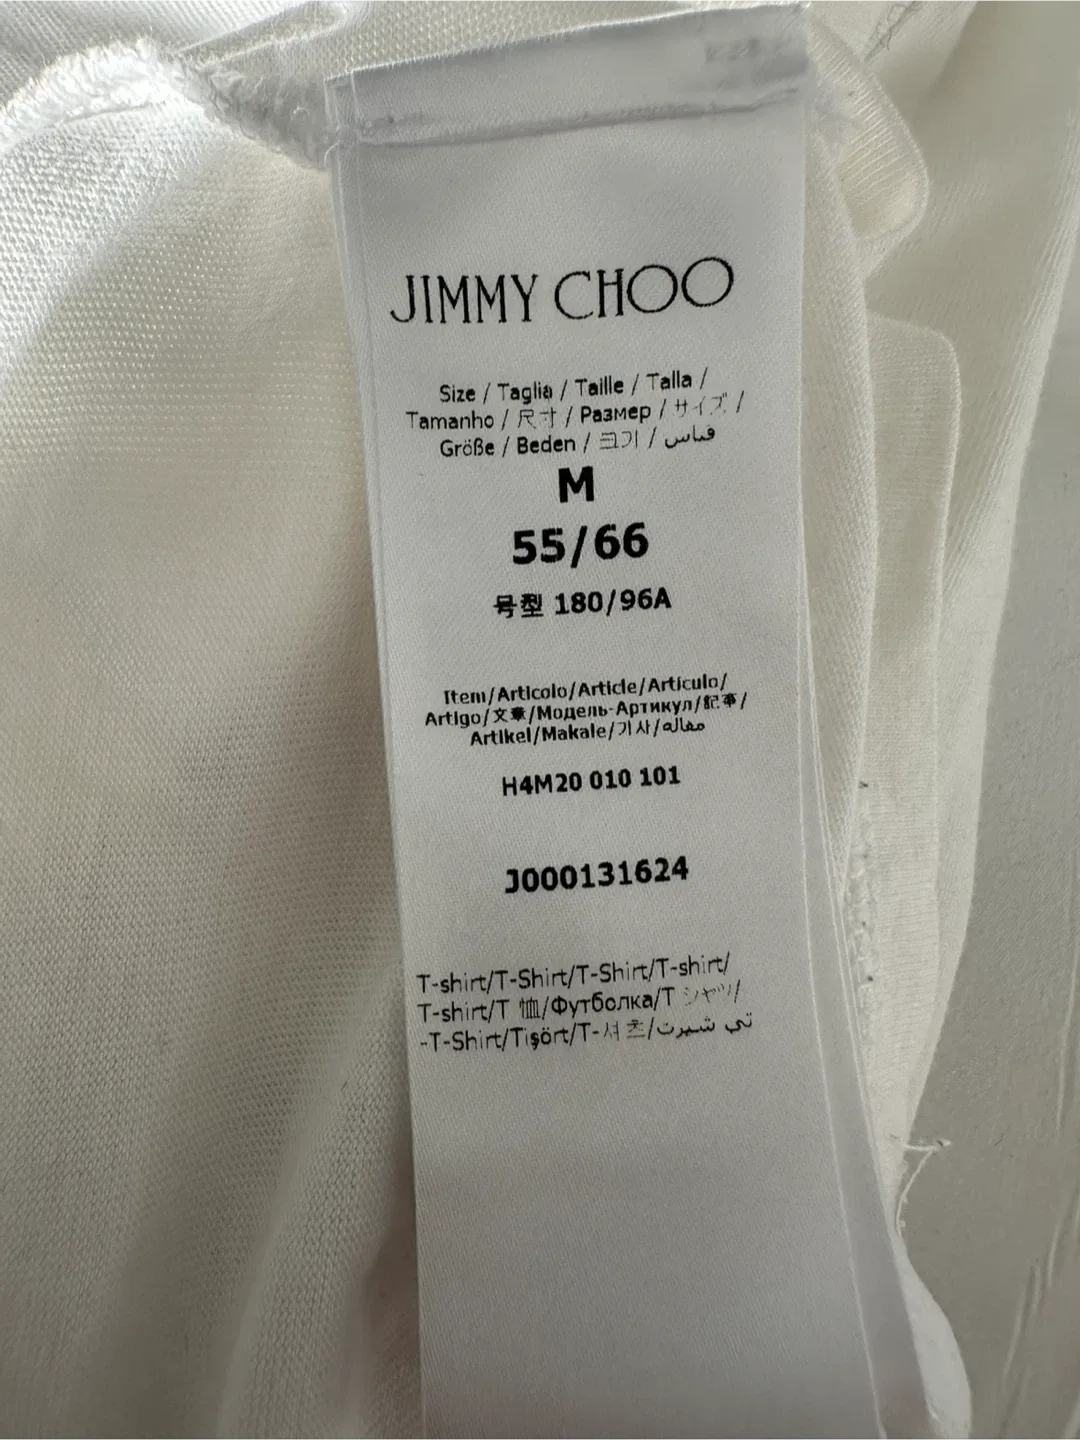 JIMMY CHOO
Size / Taglia / Taille / Talla /
Tamanho / 尺寸 / Размер / サイズ /
Größe / Beden / 크기 / قياس
M
55/66
号型 180/96A
Item/Articolo/Article/Artículo/
Artigo/文章/Модель-Артикул/記事/
Artikel/Makale/기사/مقاله
H4M20 010 101
J000131624
T-shirt/T-Shirt/T-Shirt/T-shirt/
T-shirt/T 恤/Футболка/T シャツ/
-T-Shirt/Tişört/T-셔츠/تي شيرت